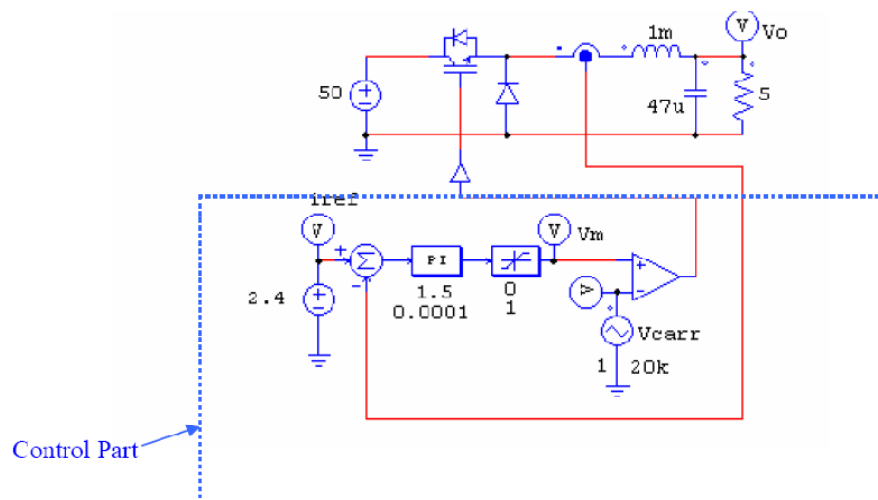 1m
V
Vo
50
47u
5
iref
V
V
Vm
+
-
Σ
PI
+
-
2.4
1.5
0.0001
0
1
V
Vcarr
1
20k
Control Part